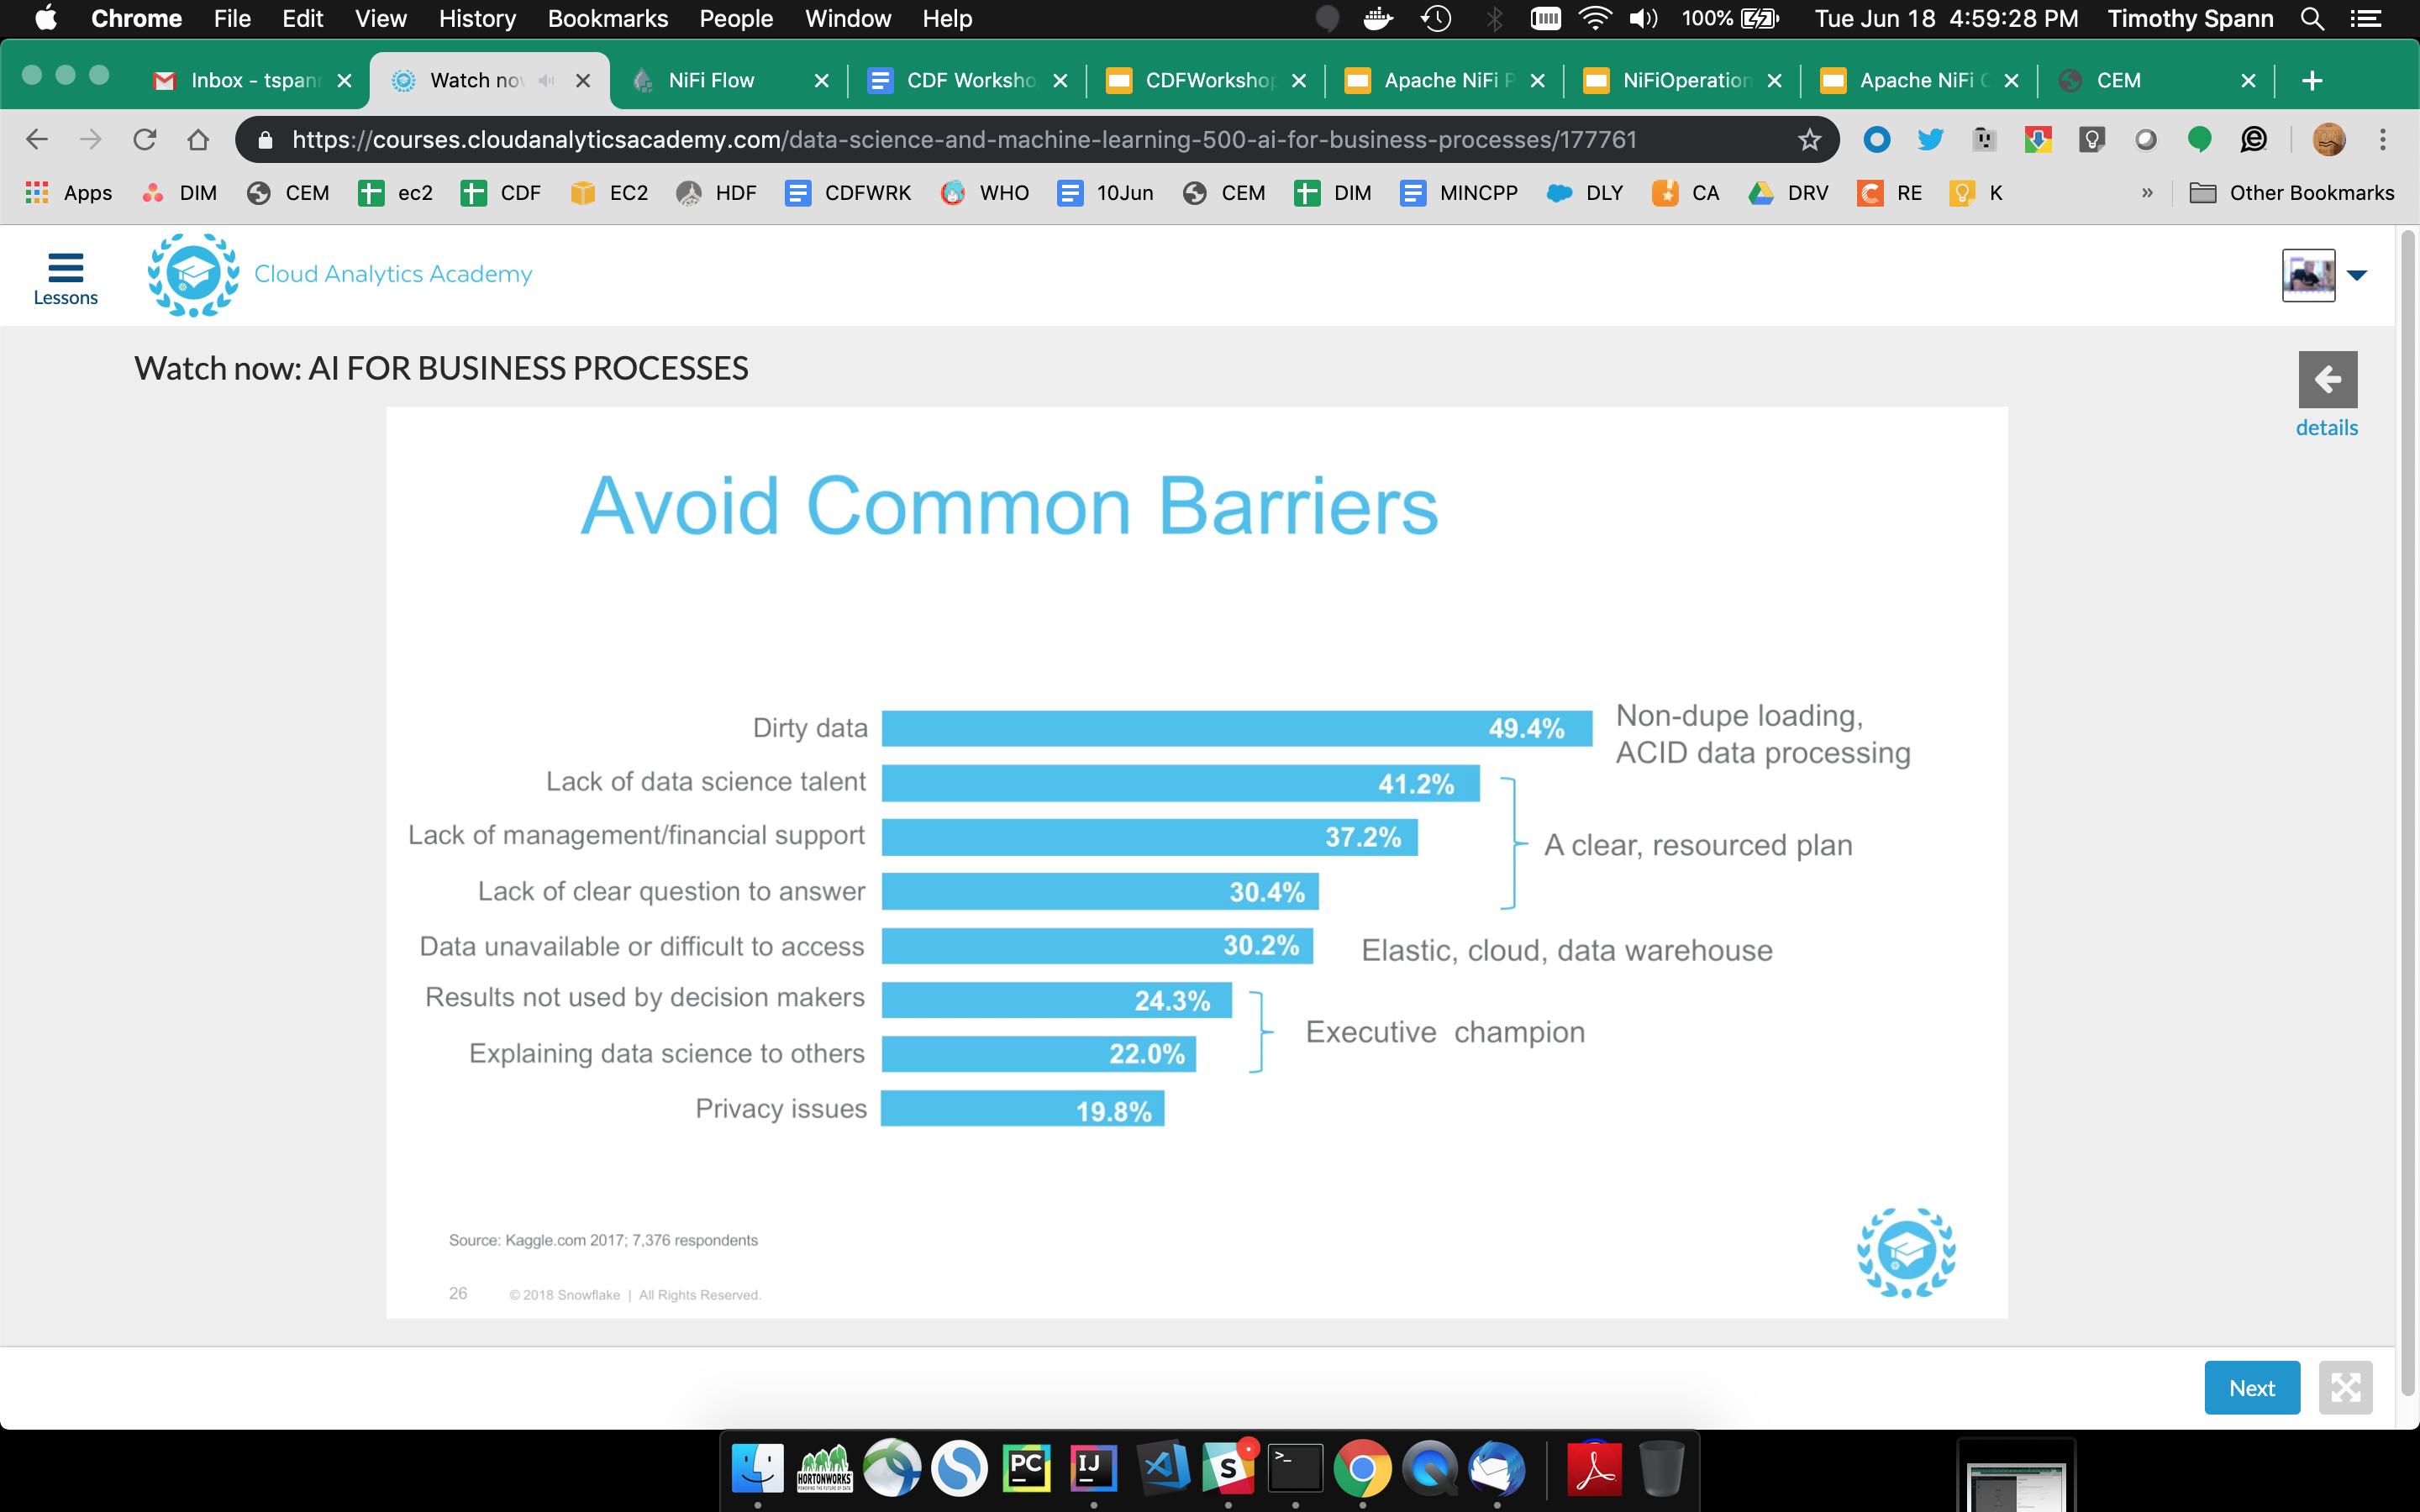 Chrome File Edit View History Bookmarks People Window Help 100% Tue Jun 18 4:59:28 PM Timothy Spann
Inbox - tspan Watch no NiFi Flow CDF Worksho CDFWorkshop Apache NiFi P NiFiOperation Apache NiFi CEM
https://courses.cloudanalyticsacademy.com/data-science-and-machine-learning-500-ai-for-business-processes/177761
Apps DIM CEM ec2 CDF EC2 HDF CDFWRK WHO 10Jun CEM DIM MINCPP DLY CA DRV RE K » Other Bookmarks
Lessons
Cloud Analytics Academy
Watch now: AI FOR BUSINESS PROCESSES
details
Avoid Common Barriers
Dirty data 49.4% Non-dupe loading,
ACID data processing
Lack of data science talent 41.2%
Lack of management/financial support 37.2%
A clear, resourced plan
Lack of clear question to answer 30.4%
Data unavailable or difficult to access 30.2% Elastic, cloud, data warehouse
Results not used by decision makers 24.3%
Executive champion
Explaining data science to others 22.0%
Privacy issues 19.8%
Source: Kaggle.com 2017; 7,376 respondents
26 © 2018 Snowflake | All Rights Reserved.
Next
HORTONWORKS
PC
IJ
S
>_